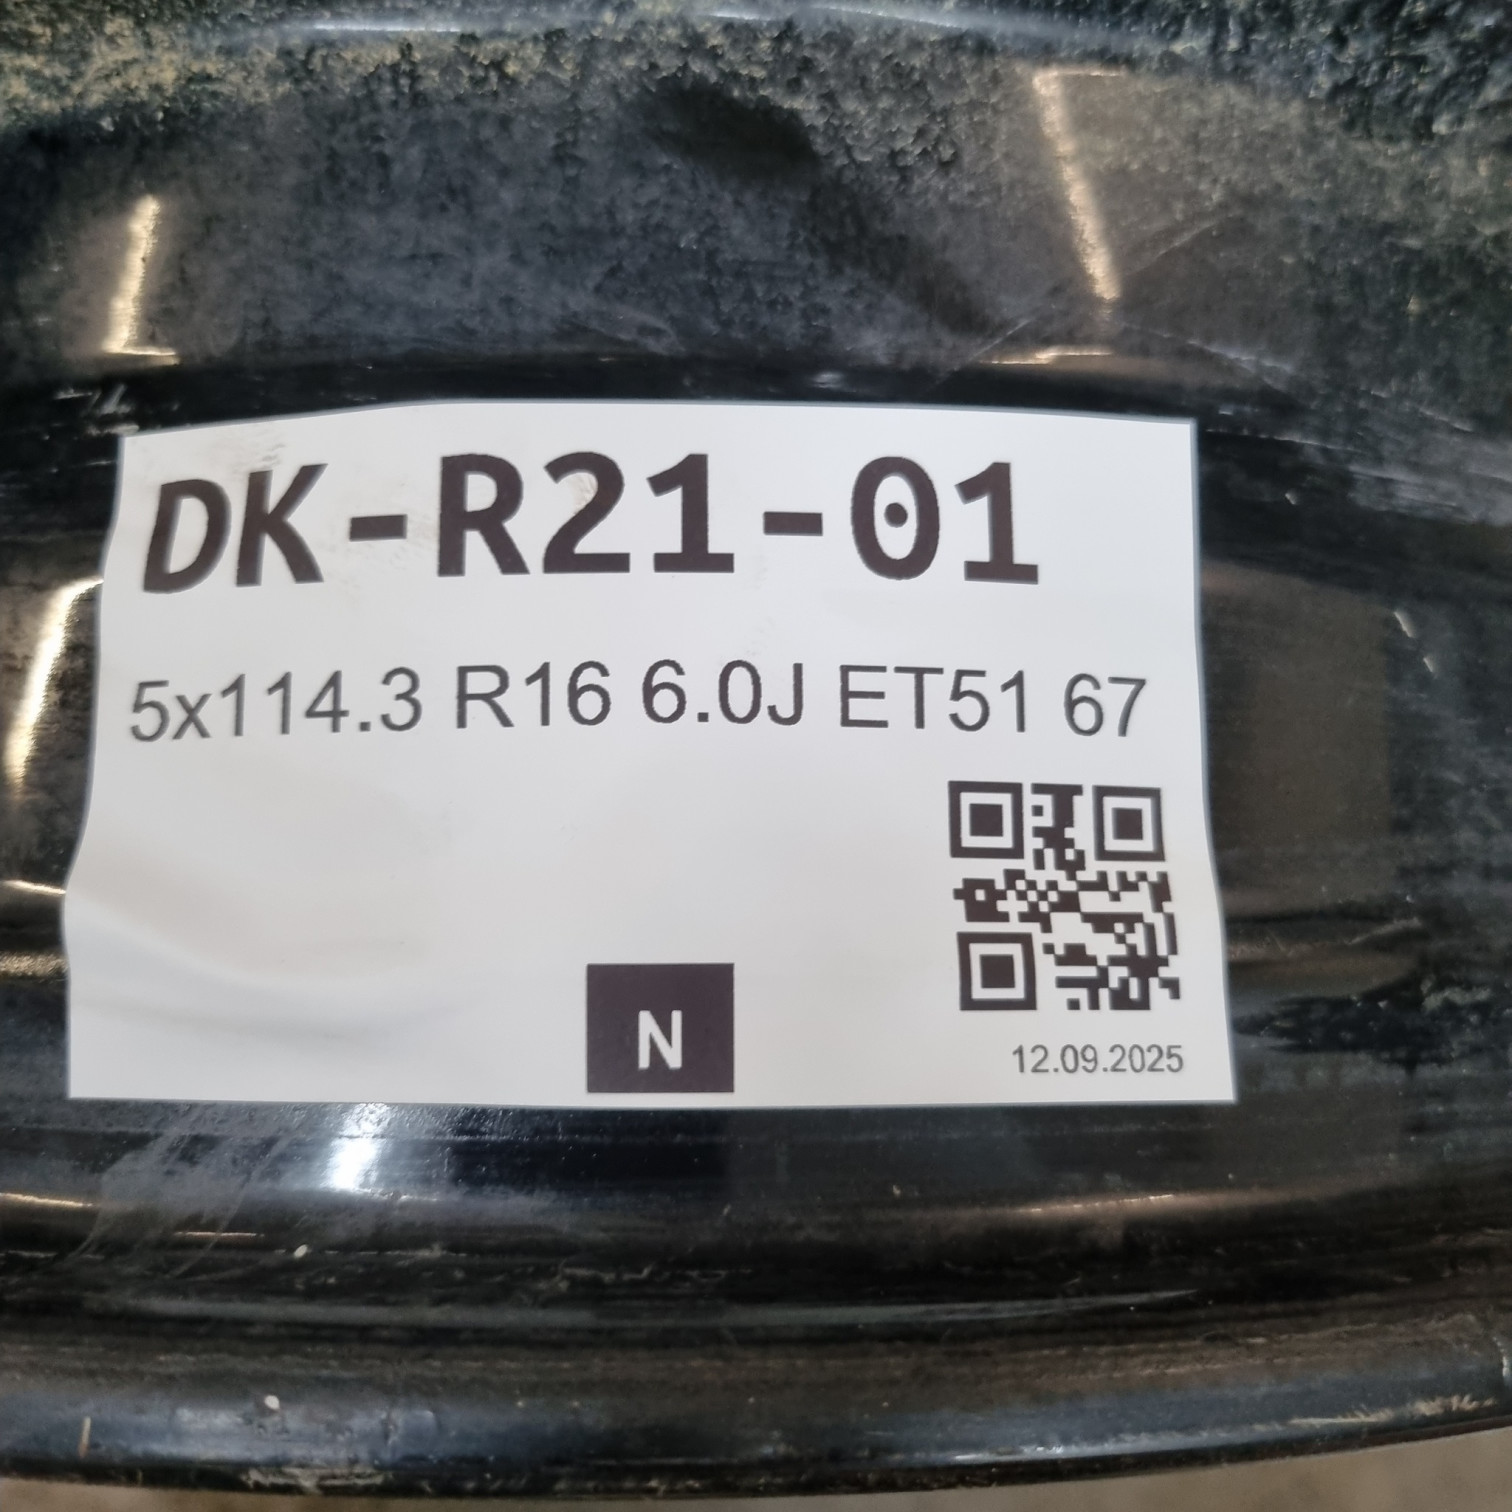 DK-R21-01
5x114.3 R16 6.0J ET51 67
N
12.09.2025